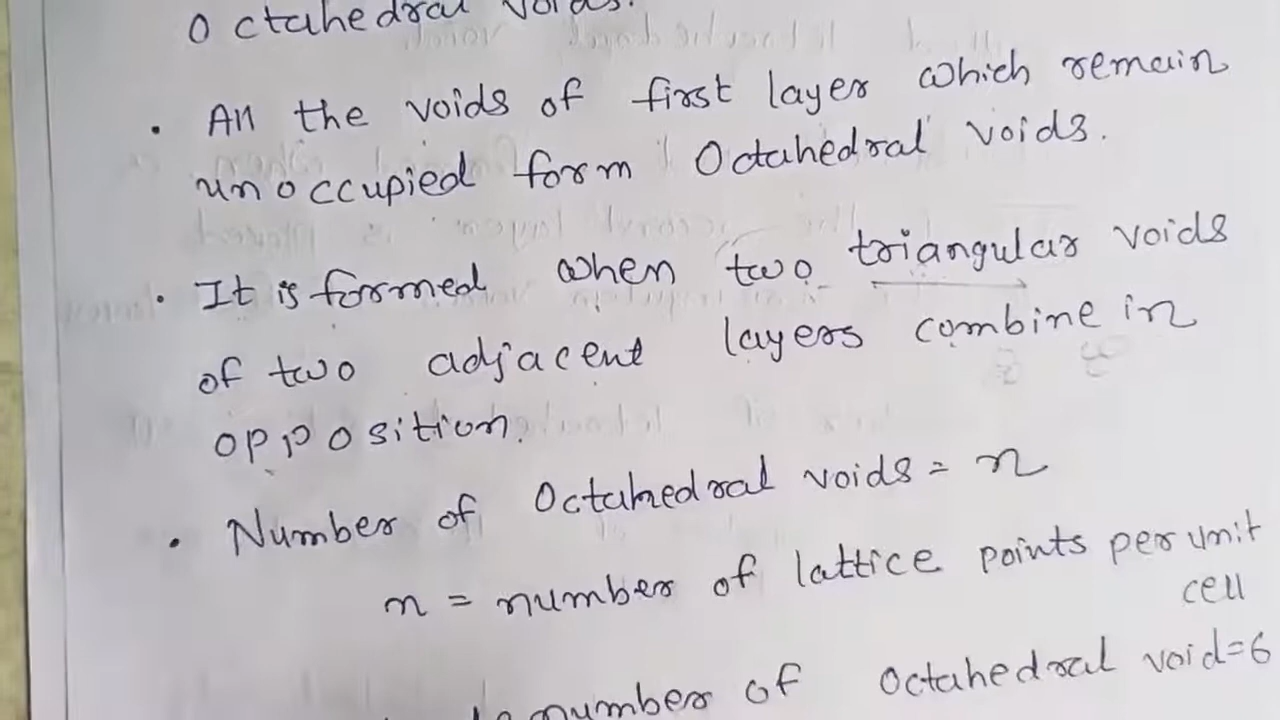 Octahedral voids.
• All the voids of first layer which remain
unoccupied form Octahedral voids.
• It is formed when two triangular voids
of two adjacent layers combine in
opposition.
• Number of Octahedral voids = n
n = number of lattice points per unit
cell
number of Octahedral void=6